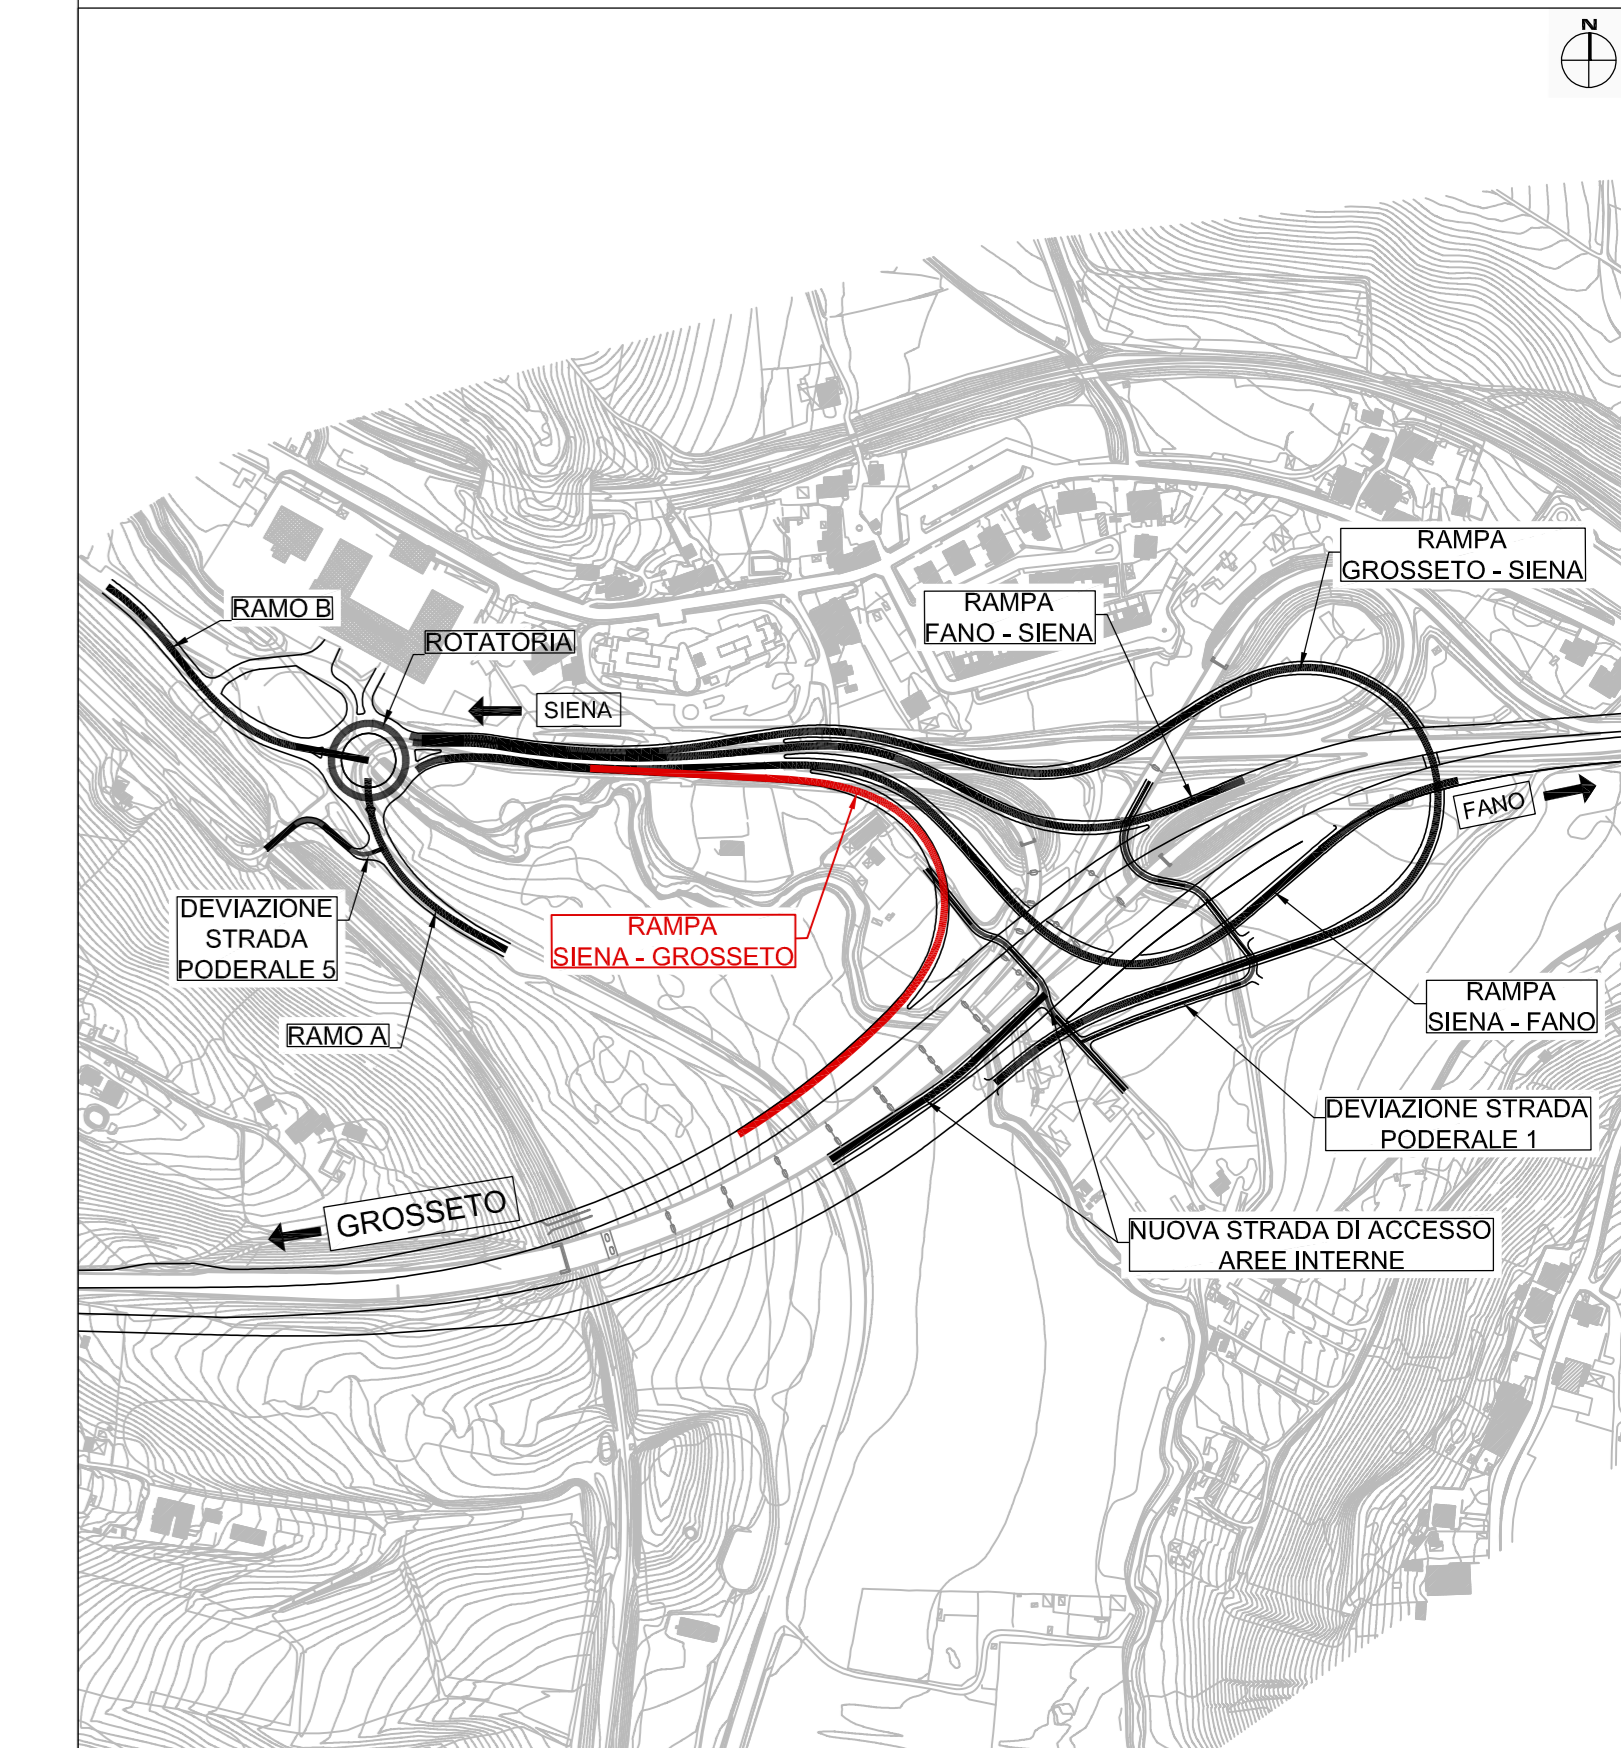 N
RAMPA
GROSSETO - SIENA
RAMPA
FANO - SIENA
RAMO B
ROTATORIA
SIENA
FANO
DEVIAZIONE
STRADA
PODERALE 5
RAMPA
SIENA - GROSSETO
RAMO A
RAMPA
SIENA - FANO
DEVIAZIONE STRADA
PODERALE 1
GROSSETO
NUOVA STRADA DI ACCESSO
AREE INTERNE